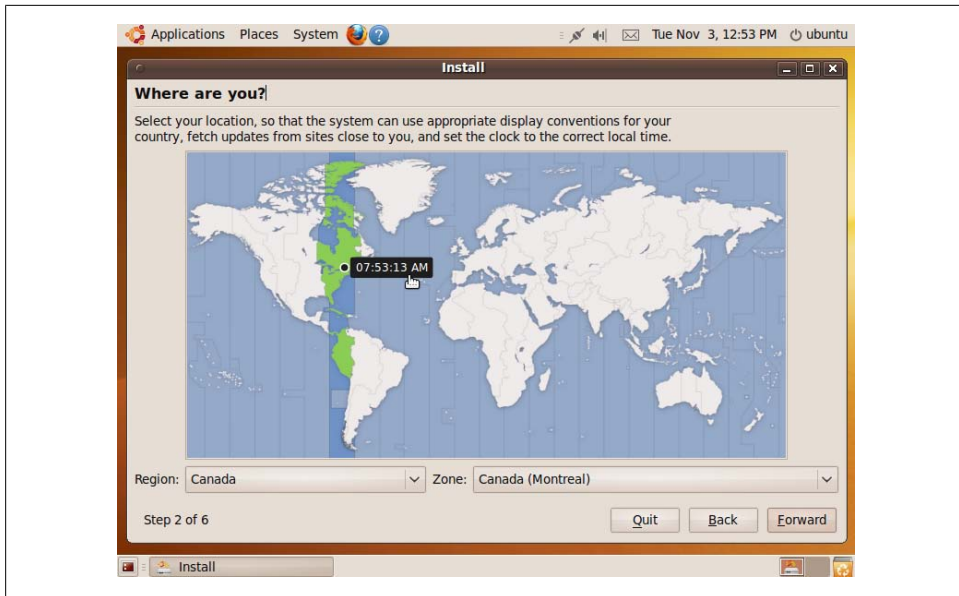 Applications Places System ? Tue Nov 3, 12:53 PM ubuntu
Install
Where are you?
Select your location, so that the system can use appropriate display conventions for your
country, fetch updates from sites close to you, and set the clock to the correct local time.
07:53:13 AM
Region: Canada Zone: Canada (Montreal)
Step 2 of 6 Quit Back Forward
Install